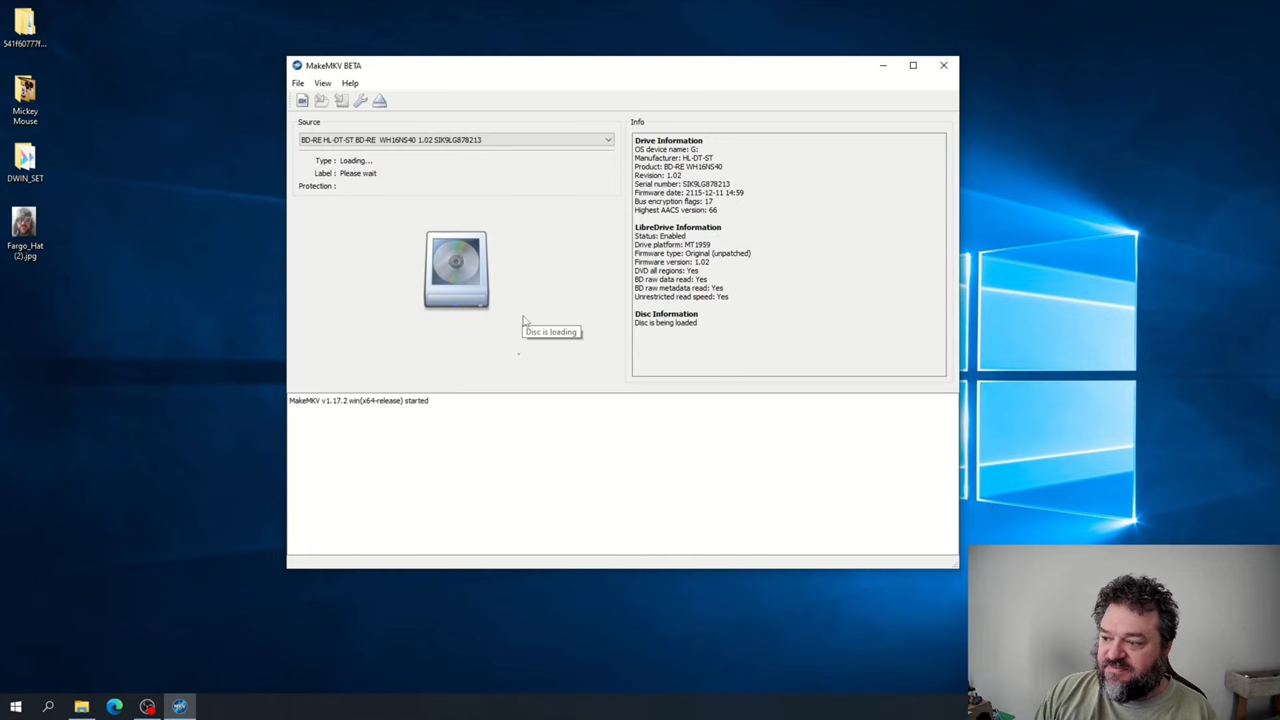 541f60777f...
Mickey
Mouse
DWIN_SET
Fargo_Hat
(2).jpg
MakeMKV BETA
File View Help
Source
BD-RE HL-DT-ST BD-RE WH16NS40 1.02 SIK9LG878213
Type : Loading...
Label : Please wait
Protection :
Disc is loading
Info
Drive Information
OS device name: G:
Manufacturer: HL-DT-ST
Product: BD-RE WH16NS40
Revision: 1.02
Serial number: SIK9LG878213
Firmware date: 2115-12-11 14:59
Bus encryption flags: 17
Highest AACS version: 66
LibreDrive Information
Status: Enabled
Drive platform: MT1959
Firmware type: Original (unpatched)
Firmware version: 1.02
DVD all regions: Yes
BD raw data read: Yes
BD raw metadata read: Yes
Unrestricted read speed: Yes
Disc Information
Disc is being loaded
MakeMKV v1.17.2 win(x64-release) started